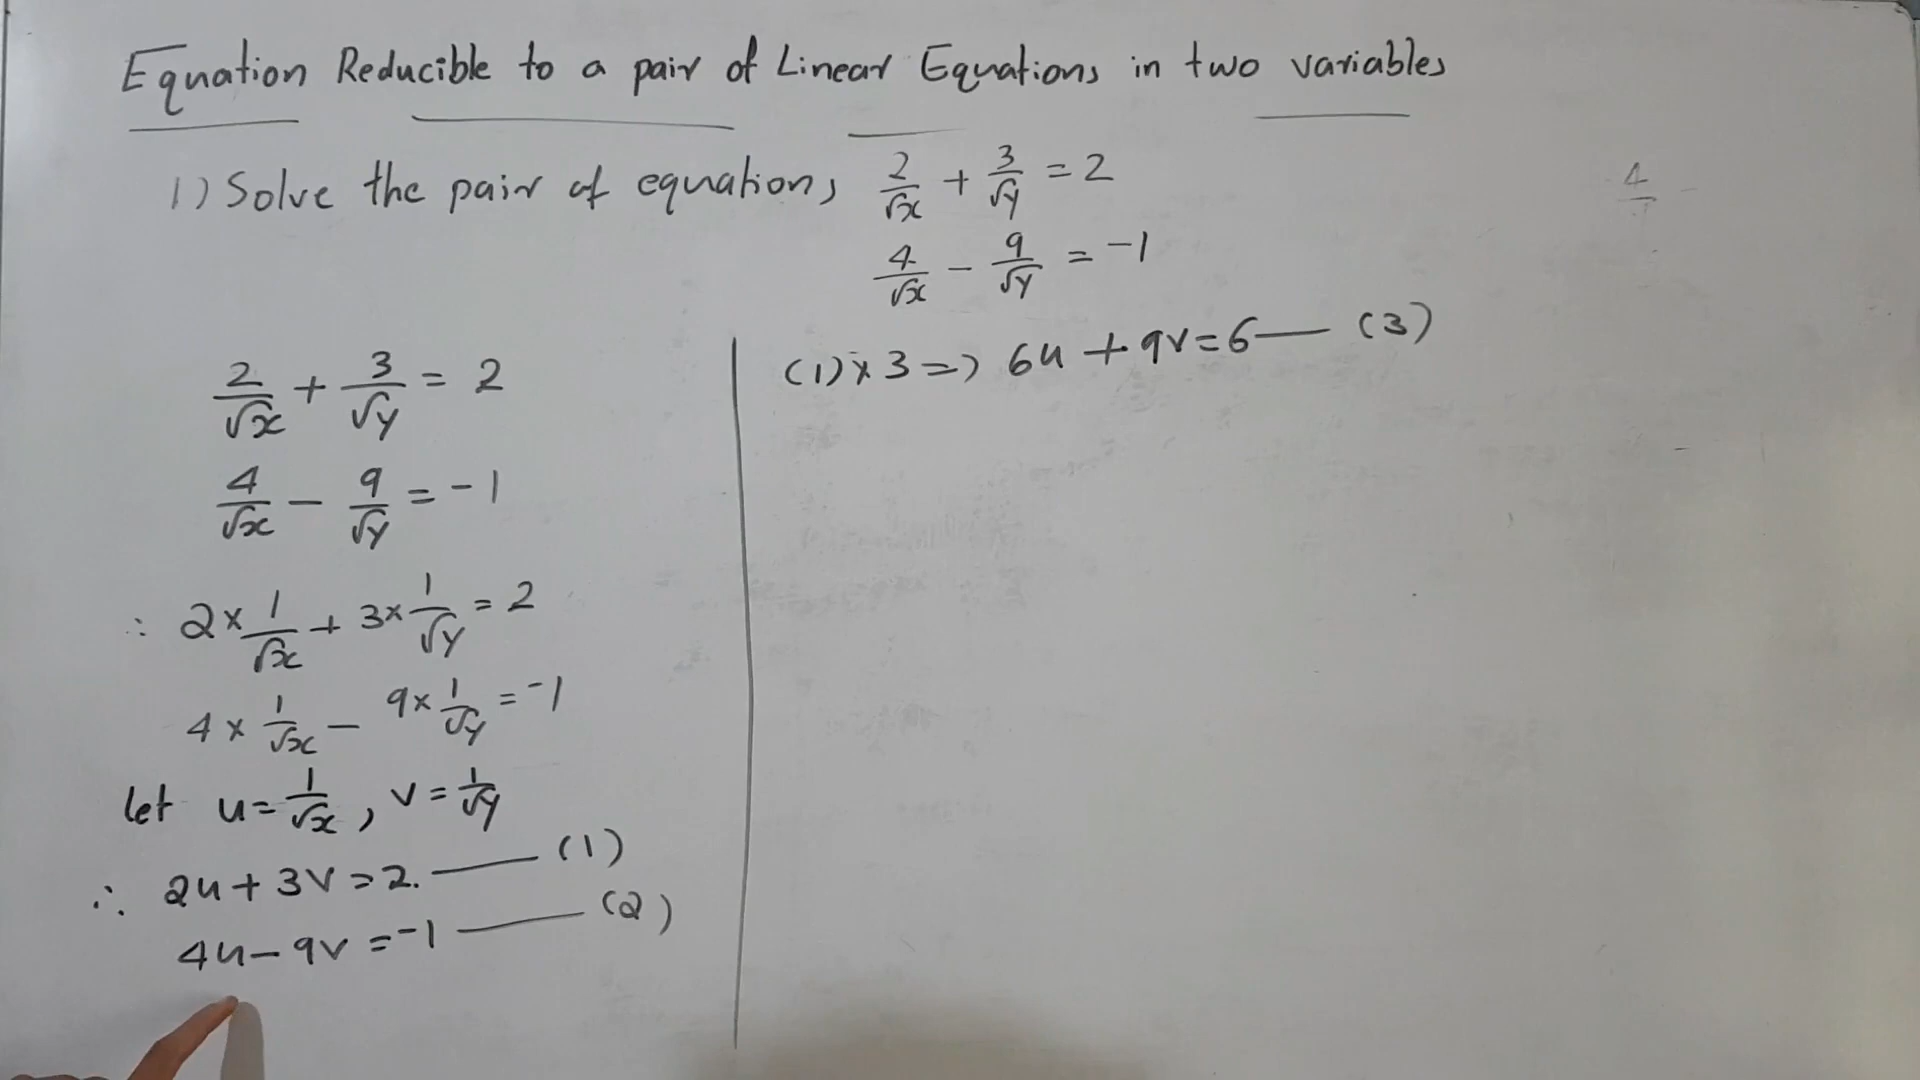 Equation Reducible to a pair of Linear Equations in two variables
1) Solve the pair of equations 2/√x + 3/√y = 2
4/√x - 9/√y = -1
2/√x + 3/√y = 2
4/√x - 9/√y = -1
∴ 2 × 1/√x + 3 × 1/√y = 2
4 × 1/√x - 9 × 1/√y = -1
let u = 1/√x , v = 1/√y
∴ 2u + 3v = 2. — (1)
4u - 9v = -1 — (2)
(1) × 3 => 6u + 9v = 6 — (3)
4